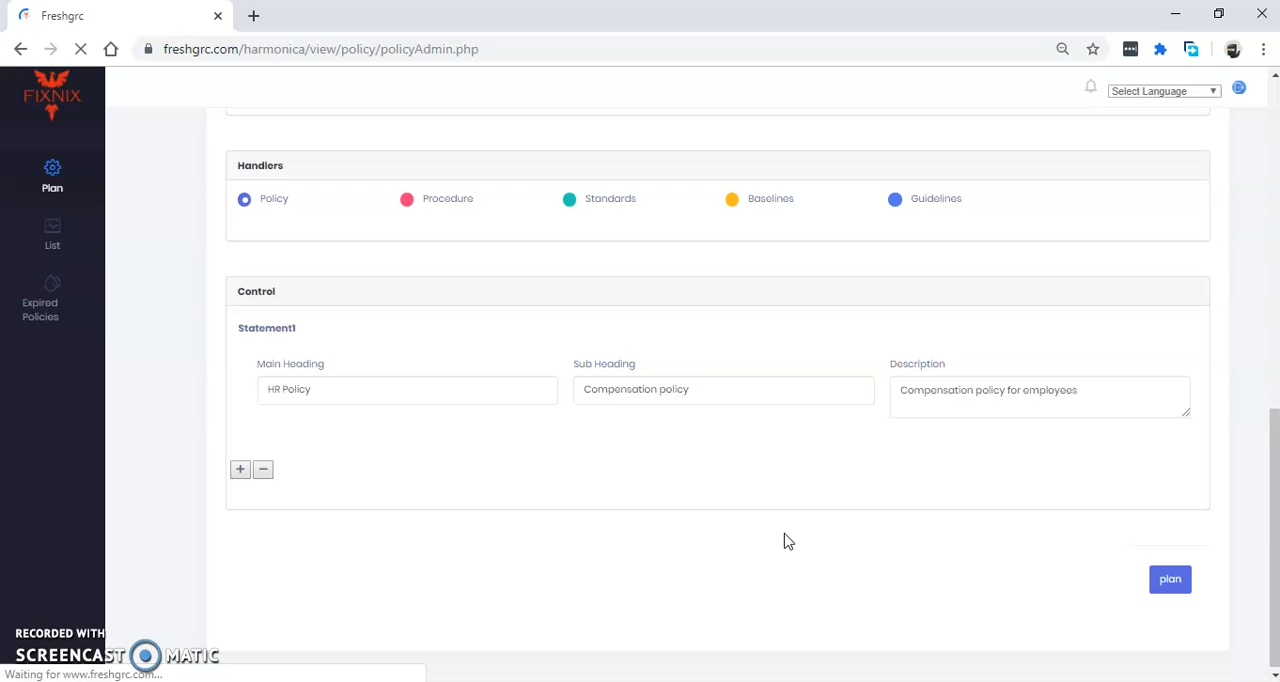 Freshgrc
freshgrc.com/harmonica/view/policy/policyAdmin.php
FIXNIX
Select Language
Plan
List
Expired
Policies
Handlers
Policy
Procedure
Standards
Baselines
Guidelines
Control
Statement1
Main Heading
Sub Heading
Description
HR Policy
Compensation policy
Compensation policy for employees
+
−
plan
RECORDED WITH
SCREENCAST MATIC
Waiting for www.freshgrc.com...